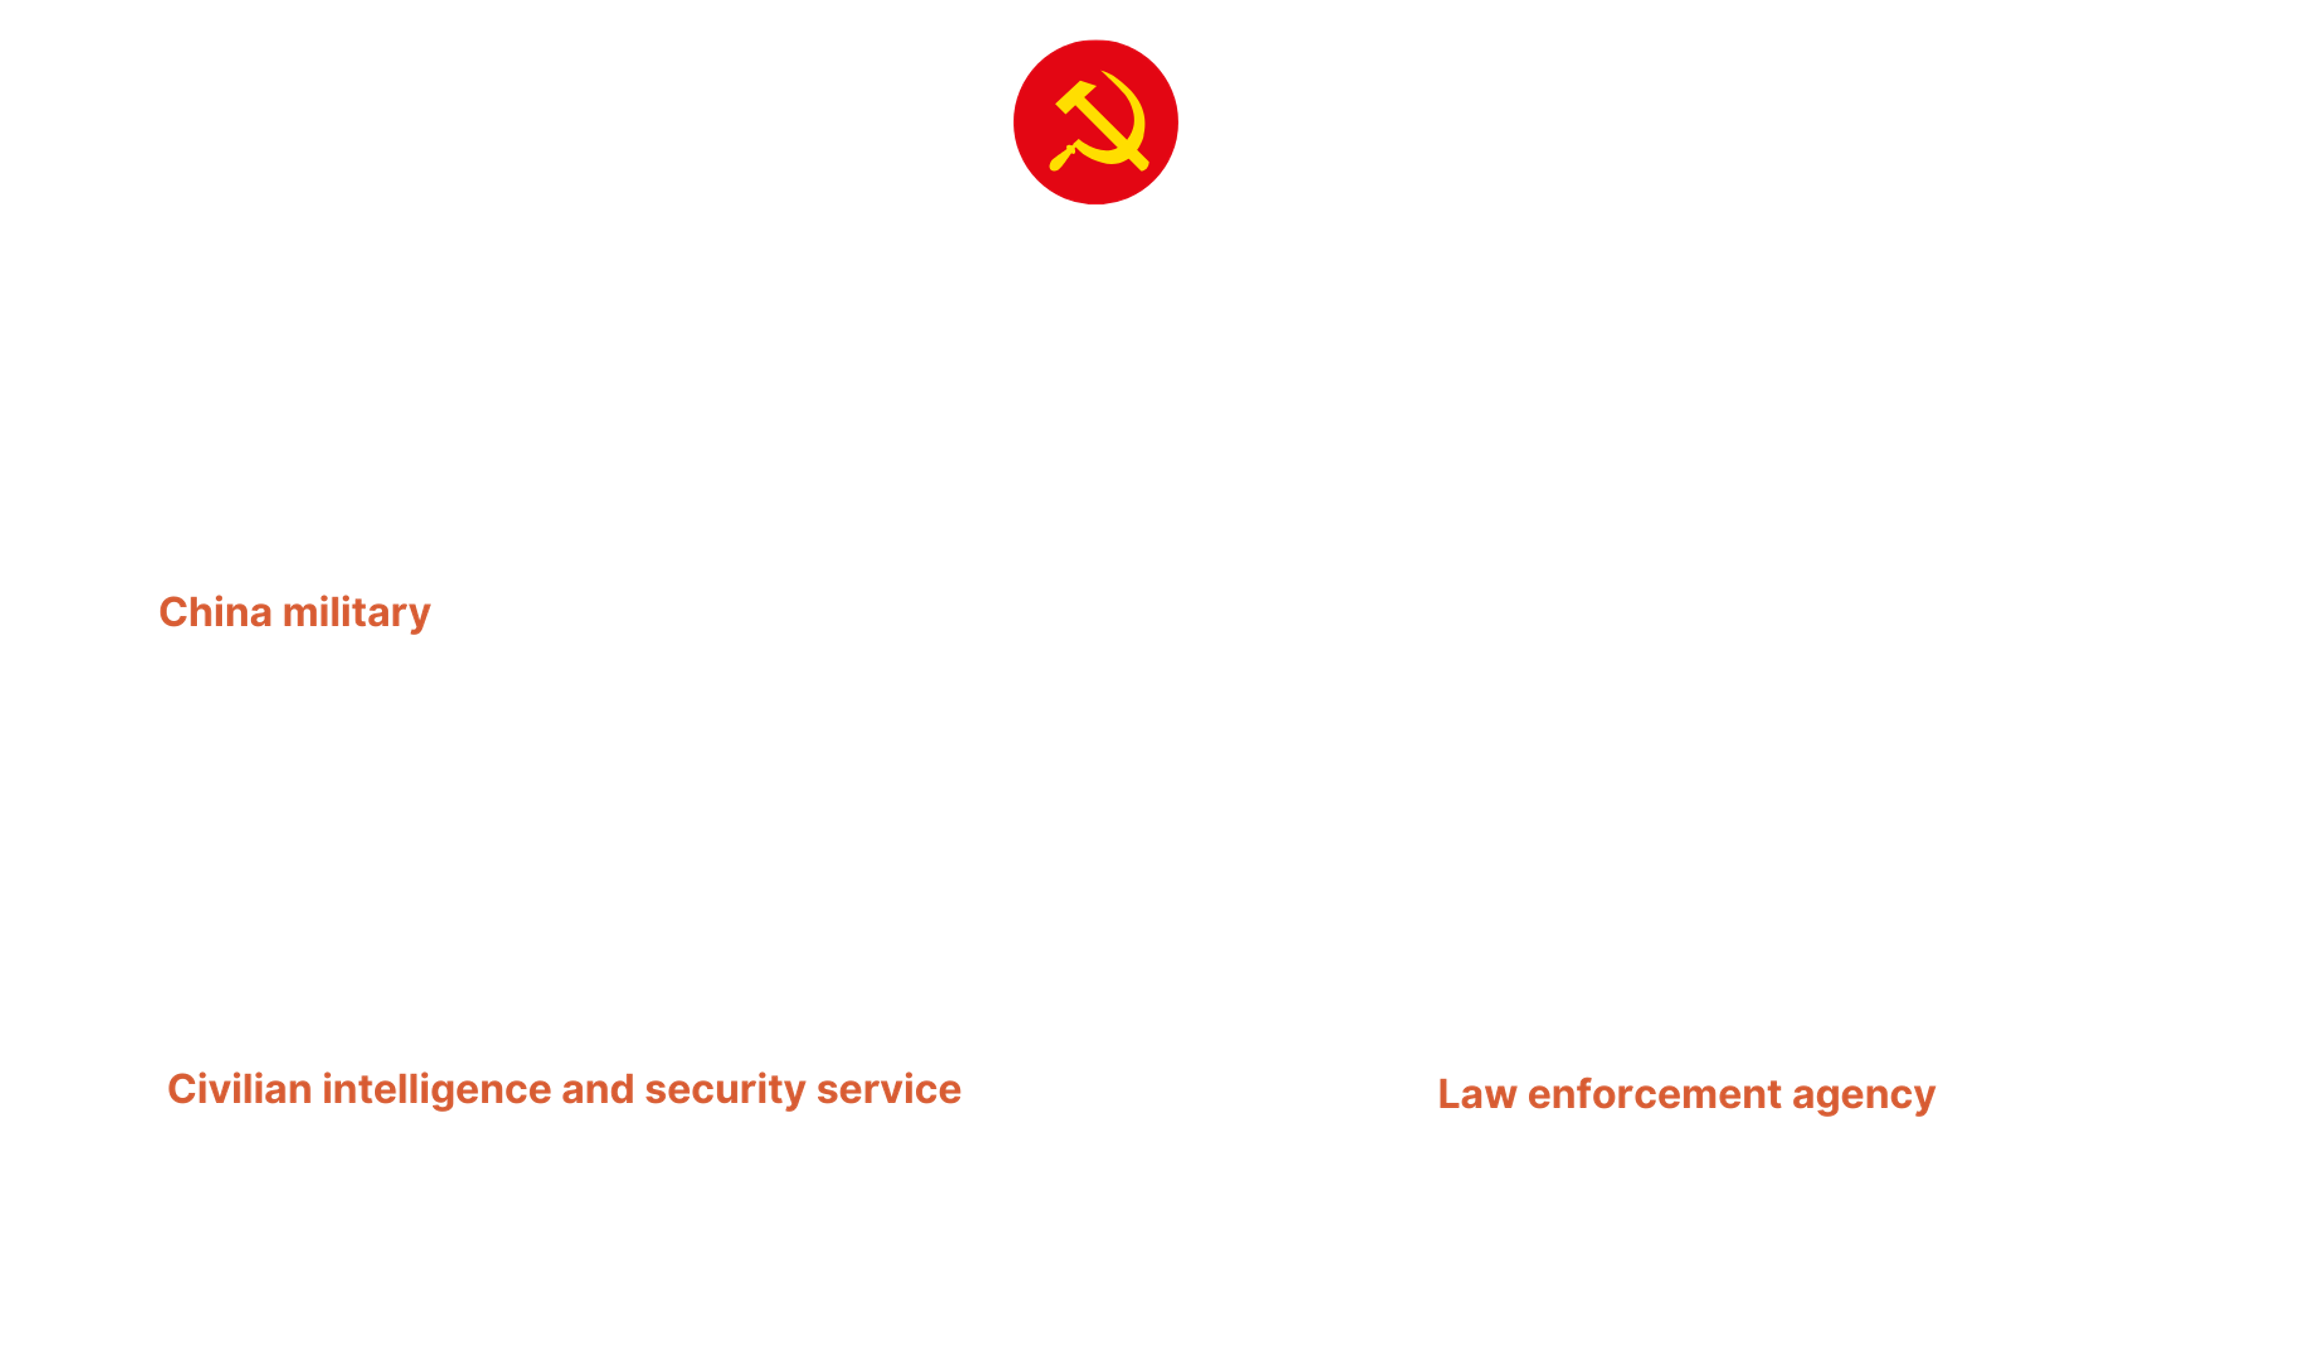 China military
Civilian intelligence and security service
Law enforcement agency